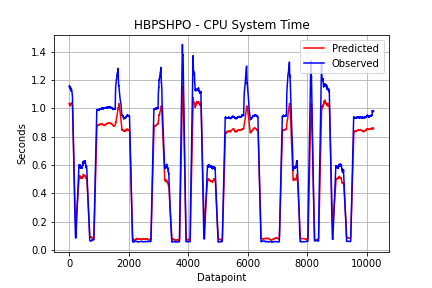 HBPSHPO - CPU System Time
Predicted
Observed
1.4
1.2
1.0
0.8
0.6
0.4
0.2
0.0
Seconds
0 2000 4000 6000 8000 10000
Datapoint